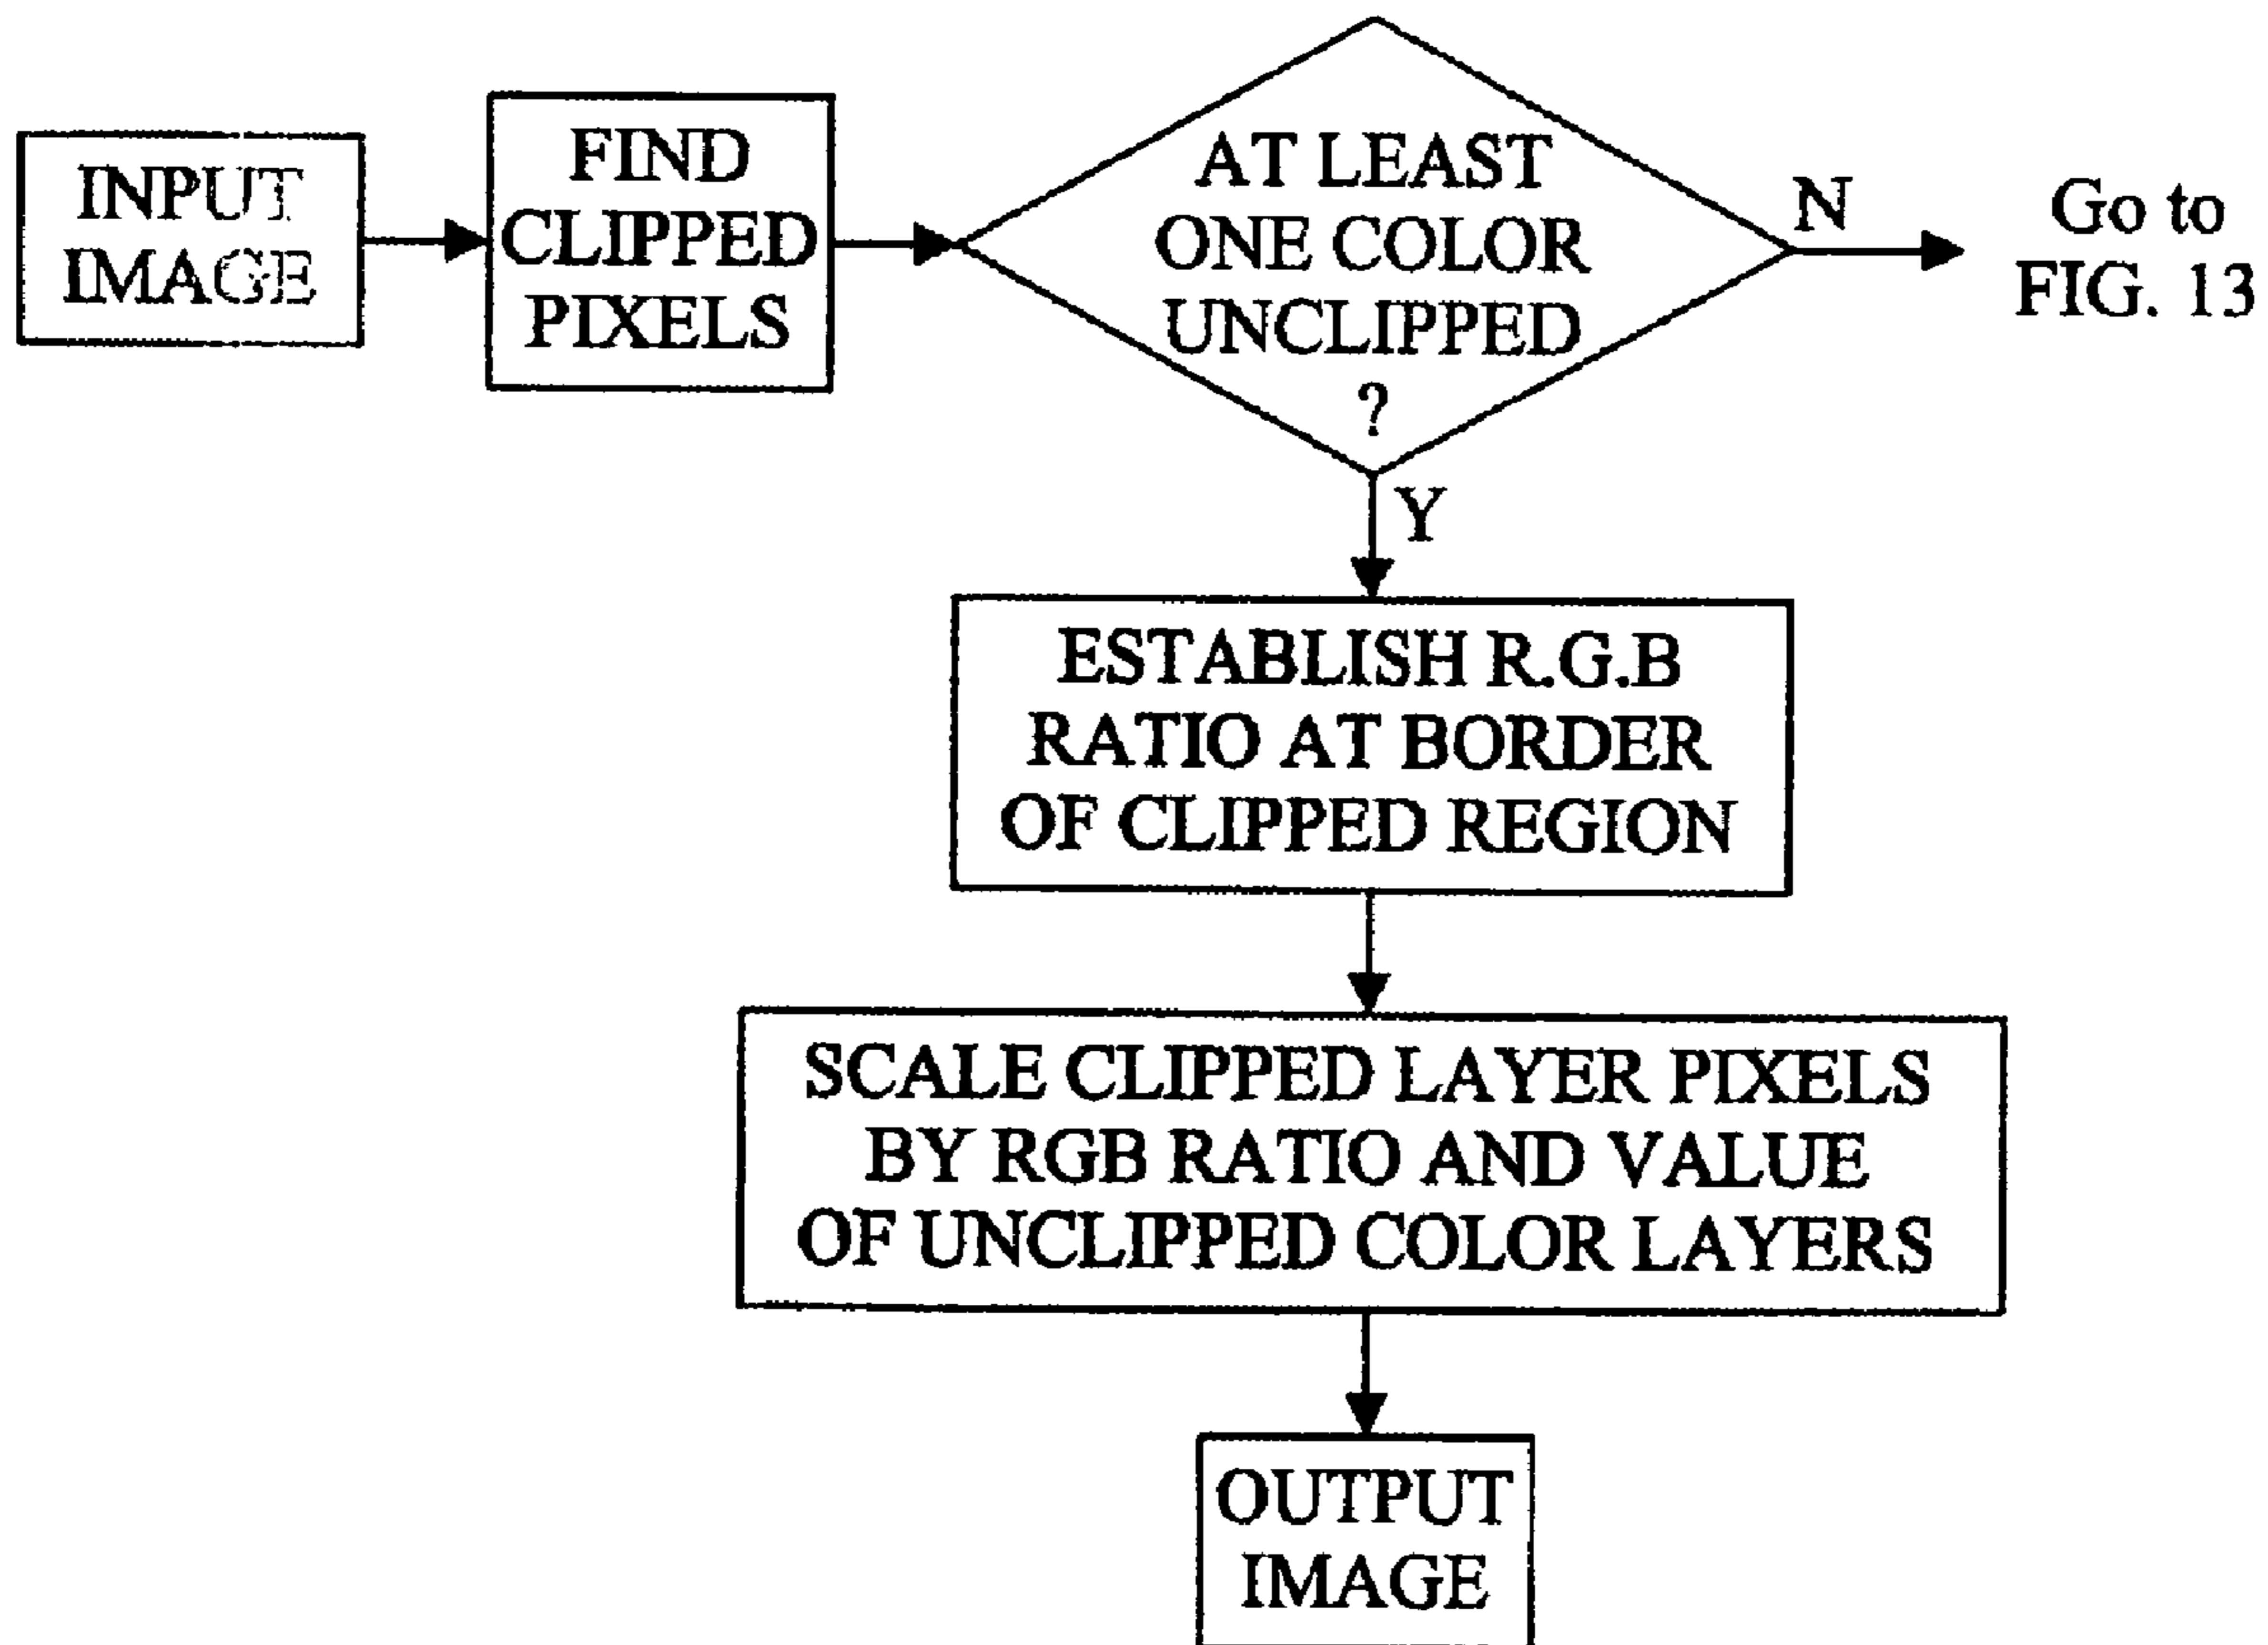 INPUT
IMAGE
FIND
CLIPPED
PIXELS
AT LEAST
ONE COLOR
UNCLIPPED
?
N
Go to
FIG. 13
Y
ESTABLISH R.G.B
RATIO AT BORDER
OF CLIPPED REGION
SCALE CLIPPED LAYER PIXELS
BY RGB RATIO AND VALUE
OF UNCLIPPED COLOR LAYERS
OUTPUT
IMAGE